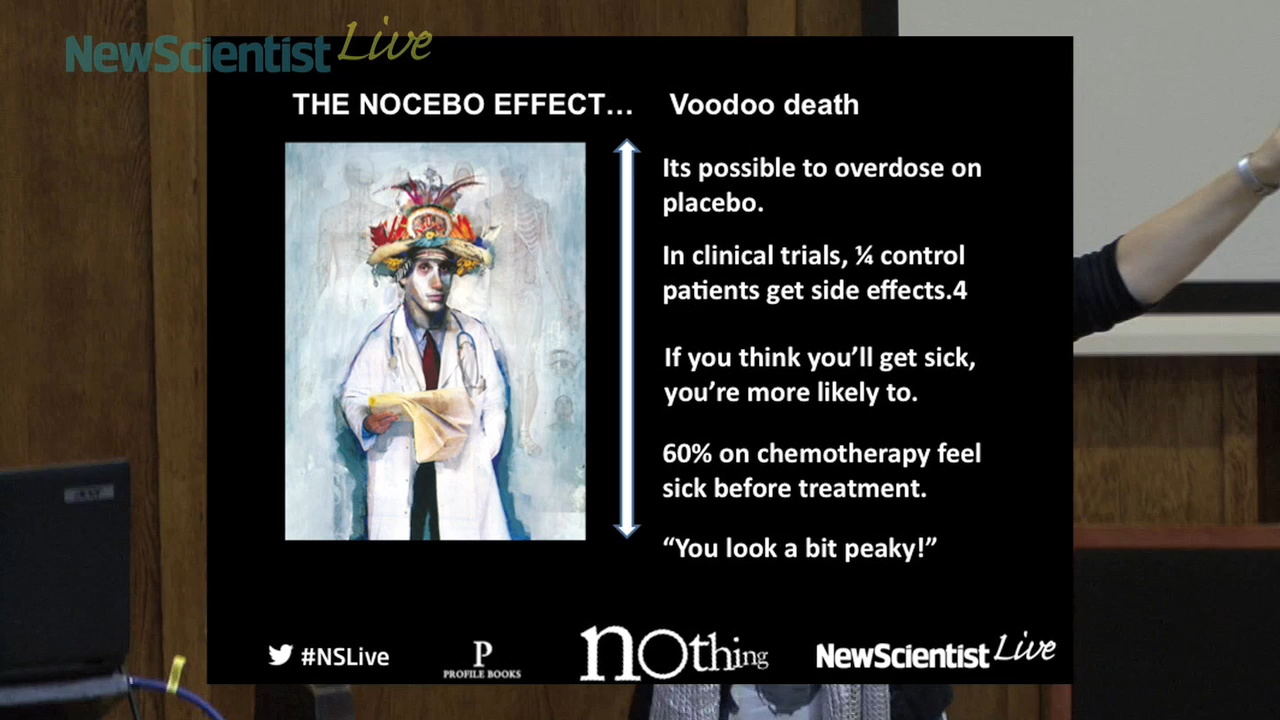 NewScientist Live
THE NOCEBO EFFECT… Voodoo death
Its possible to overdose on
placebo.
In clinical trials, ¼ control
patients get side effects.4
If you think you’ll get sick,
you’re more likely to.
60% on chemotherapy feel
sick before treatment.
“You look a bit peaky!”
#NSLive
P
PROFILE BOOKS
nothing
NewScientist Live